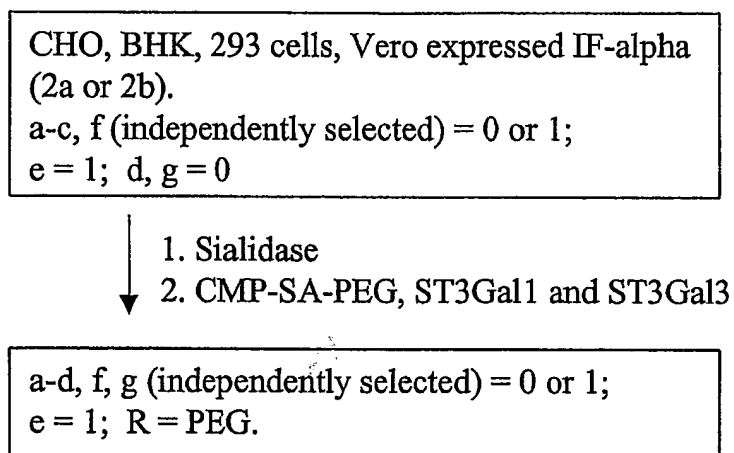 CHO, BHK, 293 cells, Vero expressed IF-alpha
(2a or 2b).
a-c, f (independently selected) = 0 or 1;
e = 1; d, g = 0
1. Sialidase
2. CMP-SA-PEG, ST3Gal1 and ST3Gal3
a-d, f, g (independently selected) = 0 or 1;
e = 1; R = PEG.